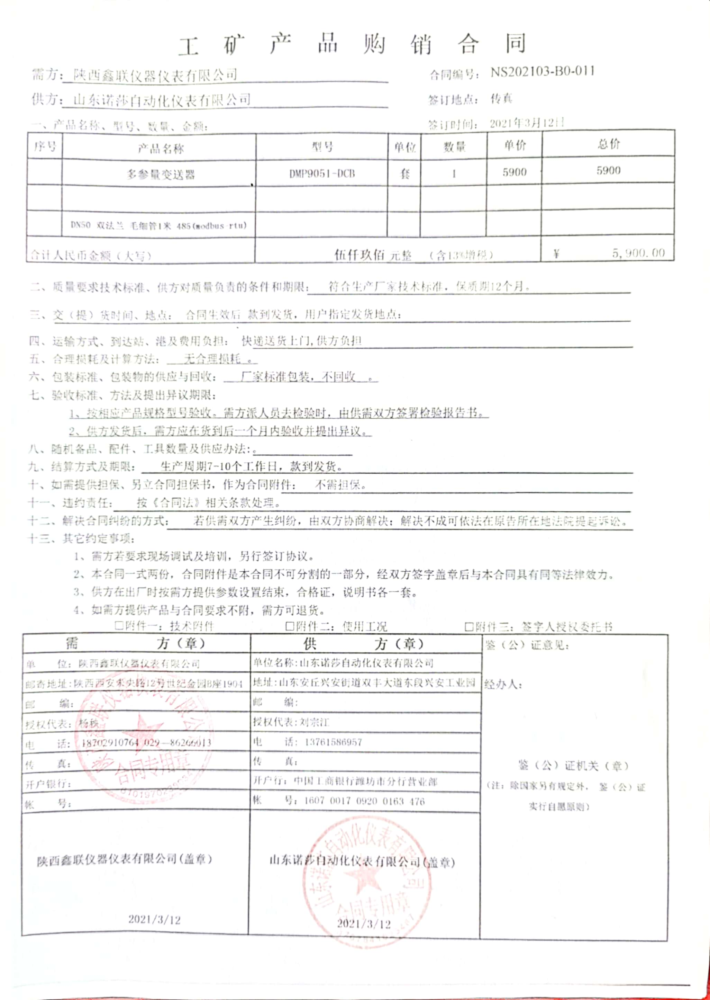 工矿产品购销合同
需方：陕西鑫联仪器仪表有限公司 合同编号： NS202103-B0-011
供方：山东诺莎自动化仪表有限公司 签订地点： 传真
一、产品名称、型号、数量、金额： 签订时间： 2021年3月12日
序号 产品名称 型号 单位 数量 单价 总价
多参量变送器 DMP9051-DCB 套 1 5900 5900
DN50 双法兰 毛细管1米 485(modbus-rtu)
合计人民币金额（大写） 伍仟玖佰 元整 （含13%增税） ¥ 5,900.00
二、质量要求技术标准、供方对质量负责的条件和期限： 符合生产厂家技术标准，保质期12个月。
三、交（提）货时间、地点： 合同生效后 款到发货，用户指定发货地点：
四、运输方式、到达站、港及费用负担： 快递送货上门,供方负担
五、合理损耗及计算方法： 无合理损耗 。
六、包装标准、包装物的供应与回收： 厂家标准包装，不回收 。
七、验收标准、方法及提出异议期限：
1、按相应产品规格型号验收。需方派人员去检验时，由供需双方签署检验报告书。
2、供方发货后，需方应在货到后一个月内验收并提出异议。
八、随机备品、配件、工具数量及供应办法:。
九、结算方式及期限： 生产周期7-10个工作日，款到发货。
十、如需提供担保、另立合同担保书，作为合同附件： 不需担保。
十一、违约责任： 按《合同法》相关条款处理。
十二、解决合同纠纷的方式： 若供需双方产生纠纷，由双方协商解决；解决不成可依法在原告所在地法院提起诉讼。
十三、其它约定事项：
1、需方若要求现场调试及培训，另行签订协议。
2、本合同一式两份，合同附件是本合同不可分割的一部分，经双方签字盖章后与本合同具有同等法律效力。
3、供方在出厂时按需方提供参数设置结束，合格证，说明书各一套。
4、如需方提供产品与合同要求不附，需方可退货。
□附件一：技术附件 □附件二：使用工况 □附件三：签字人授权委托书
需 方（章） 供 方（章） 鉴（公）证意见：
单 位：陕西鑫联仪器仪表有限公司 单位名称:山东诺莎自动化仪表有限公司
邮寄地址:陕西西安未央路12号世纪金园B座1904 地址:山东安丘兴安街道双丰大道东段兴安工业园 经办人：
邮 编： 邮 编：
授权代表：杨 授权代表:刘宗江
电 话： 18702910764 029—86266013 电 话： 13761586957
传 真： 传 真：
鉴（公）证机关（章）
开户银行： 开户行：中国工商银行潍坊市分行营业部 （注：除国家另有规定外， 鉴（公）证
帐 号： 帐 号：1607 0017 0920 0163 476 实行自愿原则）
合同专用章
陕西鑫联仪器仪表有限公司(盖章) 山东诺莎自动化仪表有限公司(盖章)
山东诺莎自动化仪表有限公司
合同专用章
2021/3/12 2021/3/12